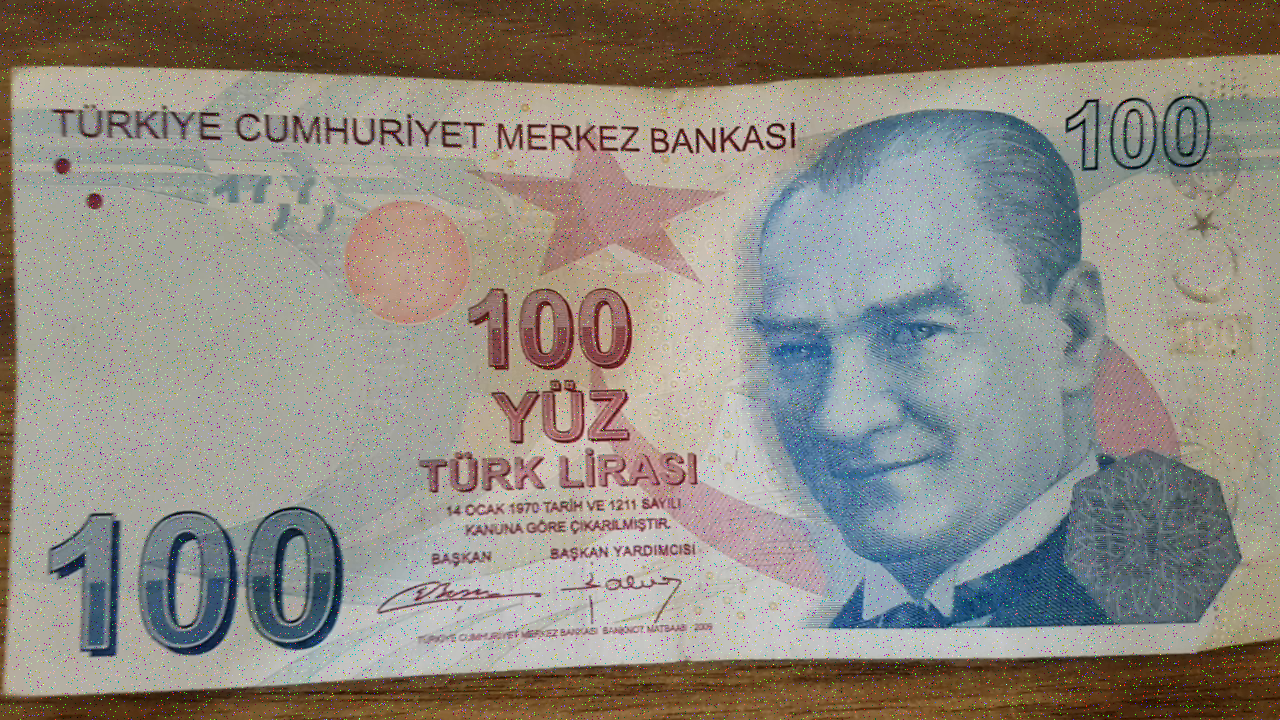 TÜRKİYE CUMHURİYET MERKEZ BANKASI
100
100
YÜZ
TÜRK LİRASI
14 OCAK 1970 TARİH VE 1211 SAYILI
KANUNA GÖRE ÇIKARILMIŞTIR.
BAŞKAN BAŞKAN YARDIMCISI
100
TÜRKİYE CUMHURİYET MERKEZ BANKASI BANKNOT MATBAASI - 2009